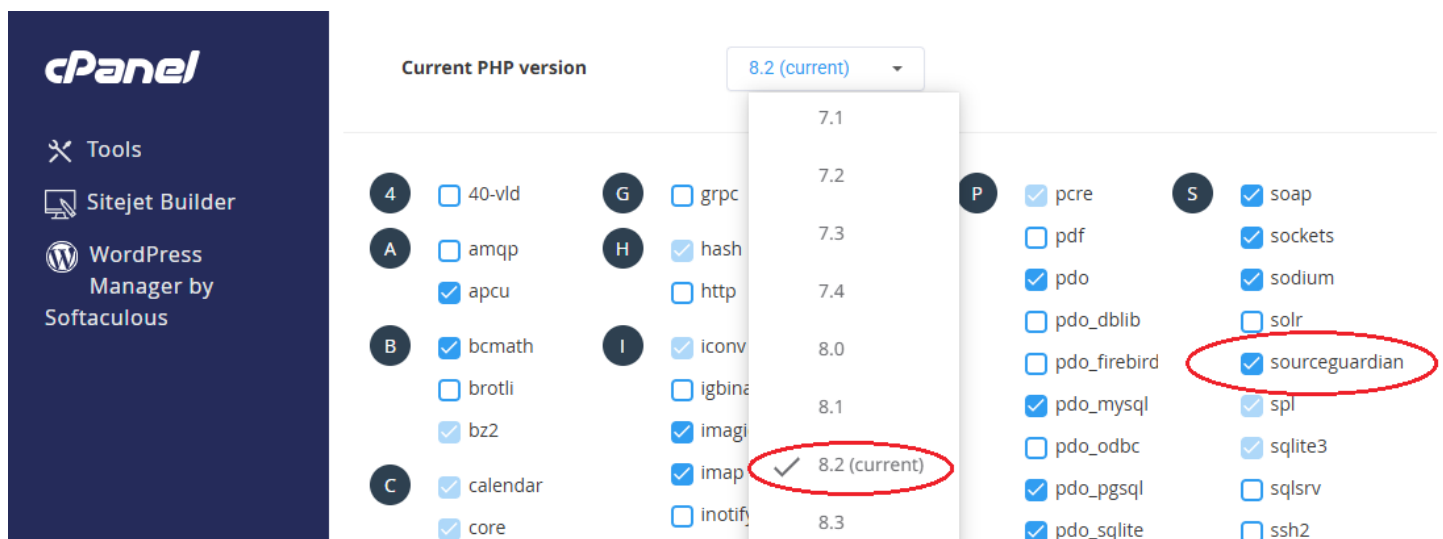 cPanel
Tools
Sitejet Builder
WordPress
Manager by
Softaculous
Current PHP version
8.2 (current)
7.1
7.2
7.3
7.4
8.0
8.1
8.2 (current)
8.3
4
40-vld
A
amqp
apcu
B
bcmath
brotli
bz2
C
calendar
core
G
grpc
H
hash
http
I
iconv
igbina
imagi
imap
inotify
P
pcre
pdf
pdo
pdo_dblib
pdo_firebird
pdo_mysql
pdo_odbc
pdo_pgsql
pdo_sqlite
S
soap
sockets
sodium
solr
sourceguardian
spl
sqlite3
sqlsrv
ssh2